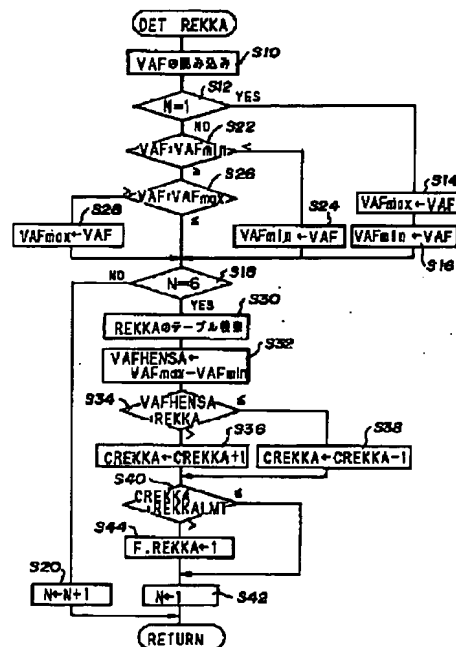 DET REKKA
S10
VAFの読み込み
S12
N=1
YES
NO
S22
VAF:VAFmin
<
≥
S26
VAF:VAFmax
>
≤
S28
VAFmax←VAF
S24
VAFmin←VAF
S14
VAFmax←VAF
VAFmin←VAF
S16
S18
NO
N=6
YES
S30
REKKAのテーブル検索
S32
VAFHENSA←
VAFmax−VAFmin
S34
VAFHENSA
:REKKA
≤
>
S36
CREKKA←CREKKA+1
S38
CREKKA←CREKKA−1
S40
CREKKA
:REKKALMT
≤
>
S44
F.REKKA←1
S20
N←N+1
N←1
S42
RETURN